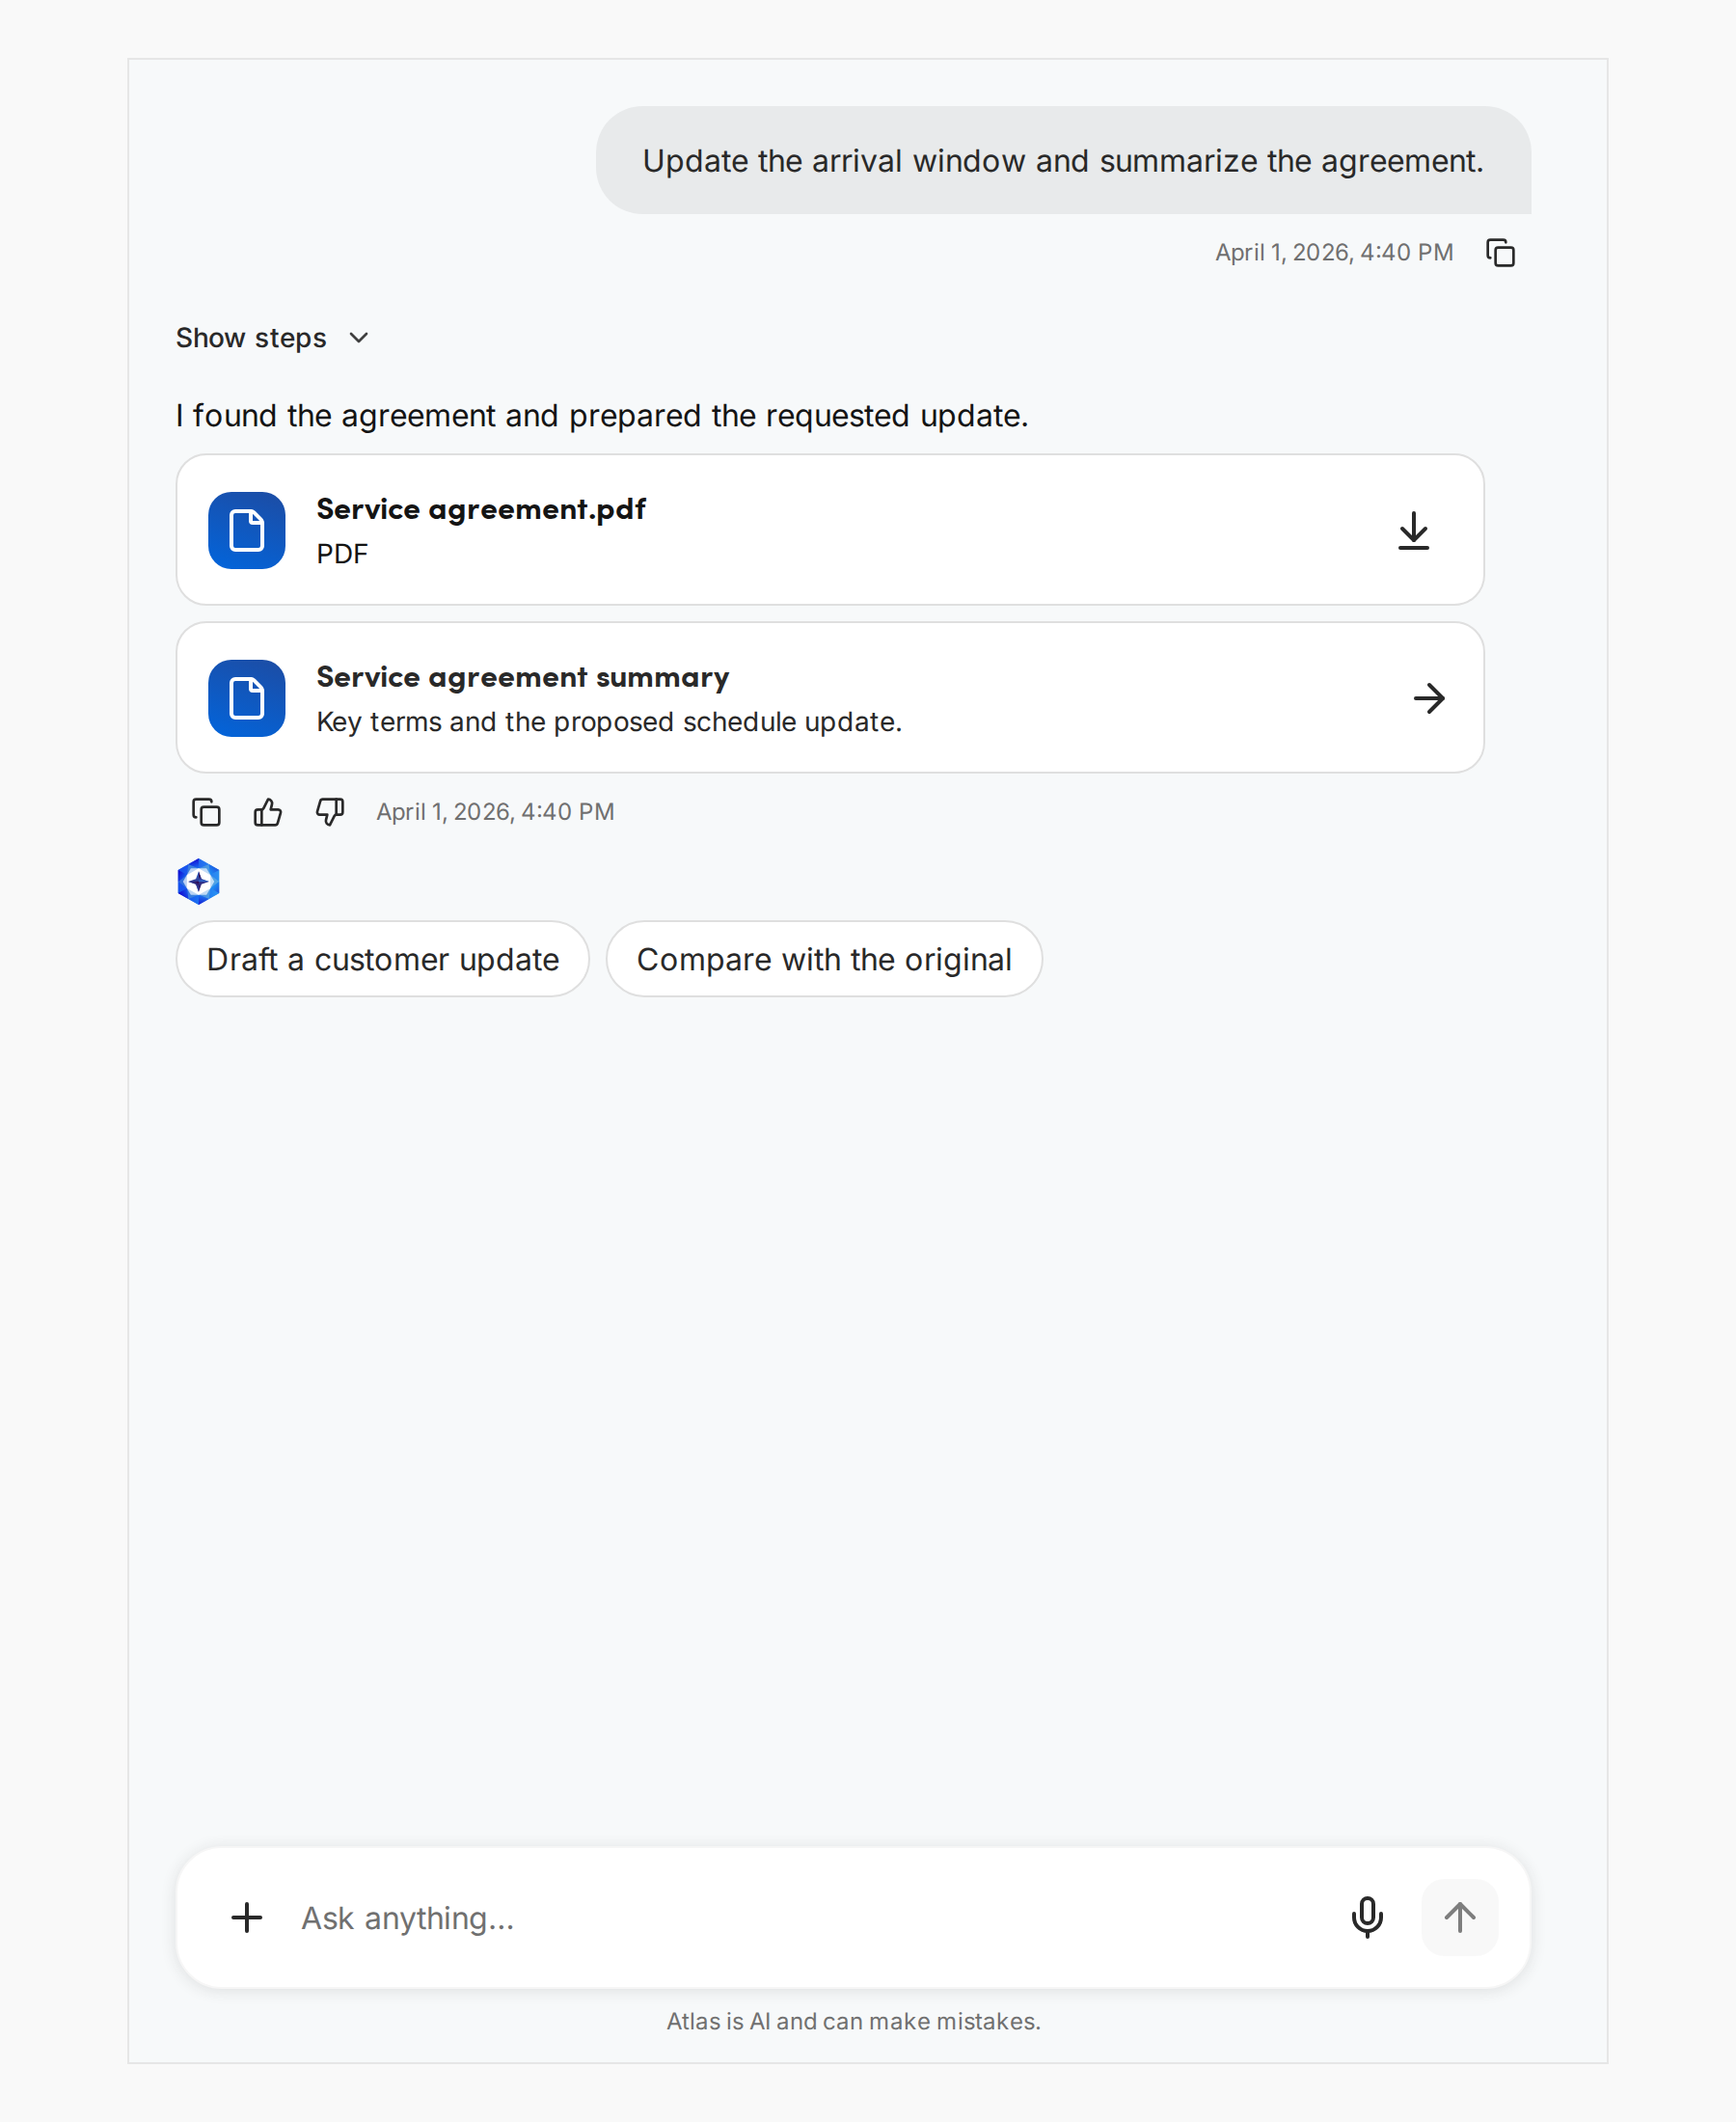 Update the arrival window and summarize the agreement.
April 1, 2026, 4:40 PM
Show steps
I found the agreement and prepared the requested update.
Service agreement.pdf
PDF
Service agreement summary
Key terms and the proposed schedule update.
April 1, 2026, 4:40 PM
Draft a customer update
Compare with the original
Ask anything...
Atlas is AI and can make mistakes.